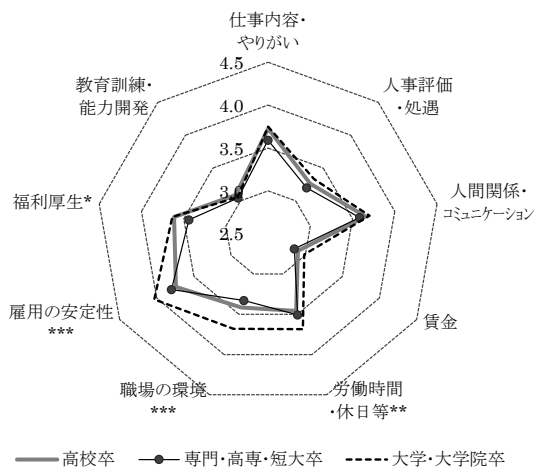 仕事内容・
やりがい
4.5
教育訓練・
能力開発
人事評価
・処遇
4.0
3.5
3.0
福利厚生*
人間関係・
コミュニケーション
2.5
雇用の安定性
***
賃金
職場の環境
***
労働時間
・休日等**
高校卒
専門・高専・短大卒
大学・大学院卒